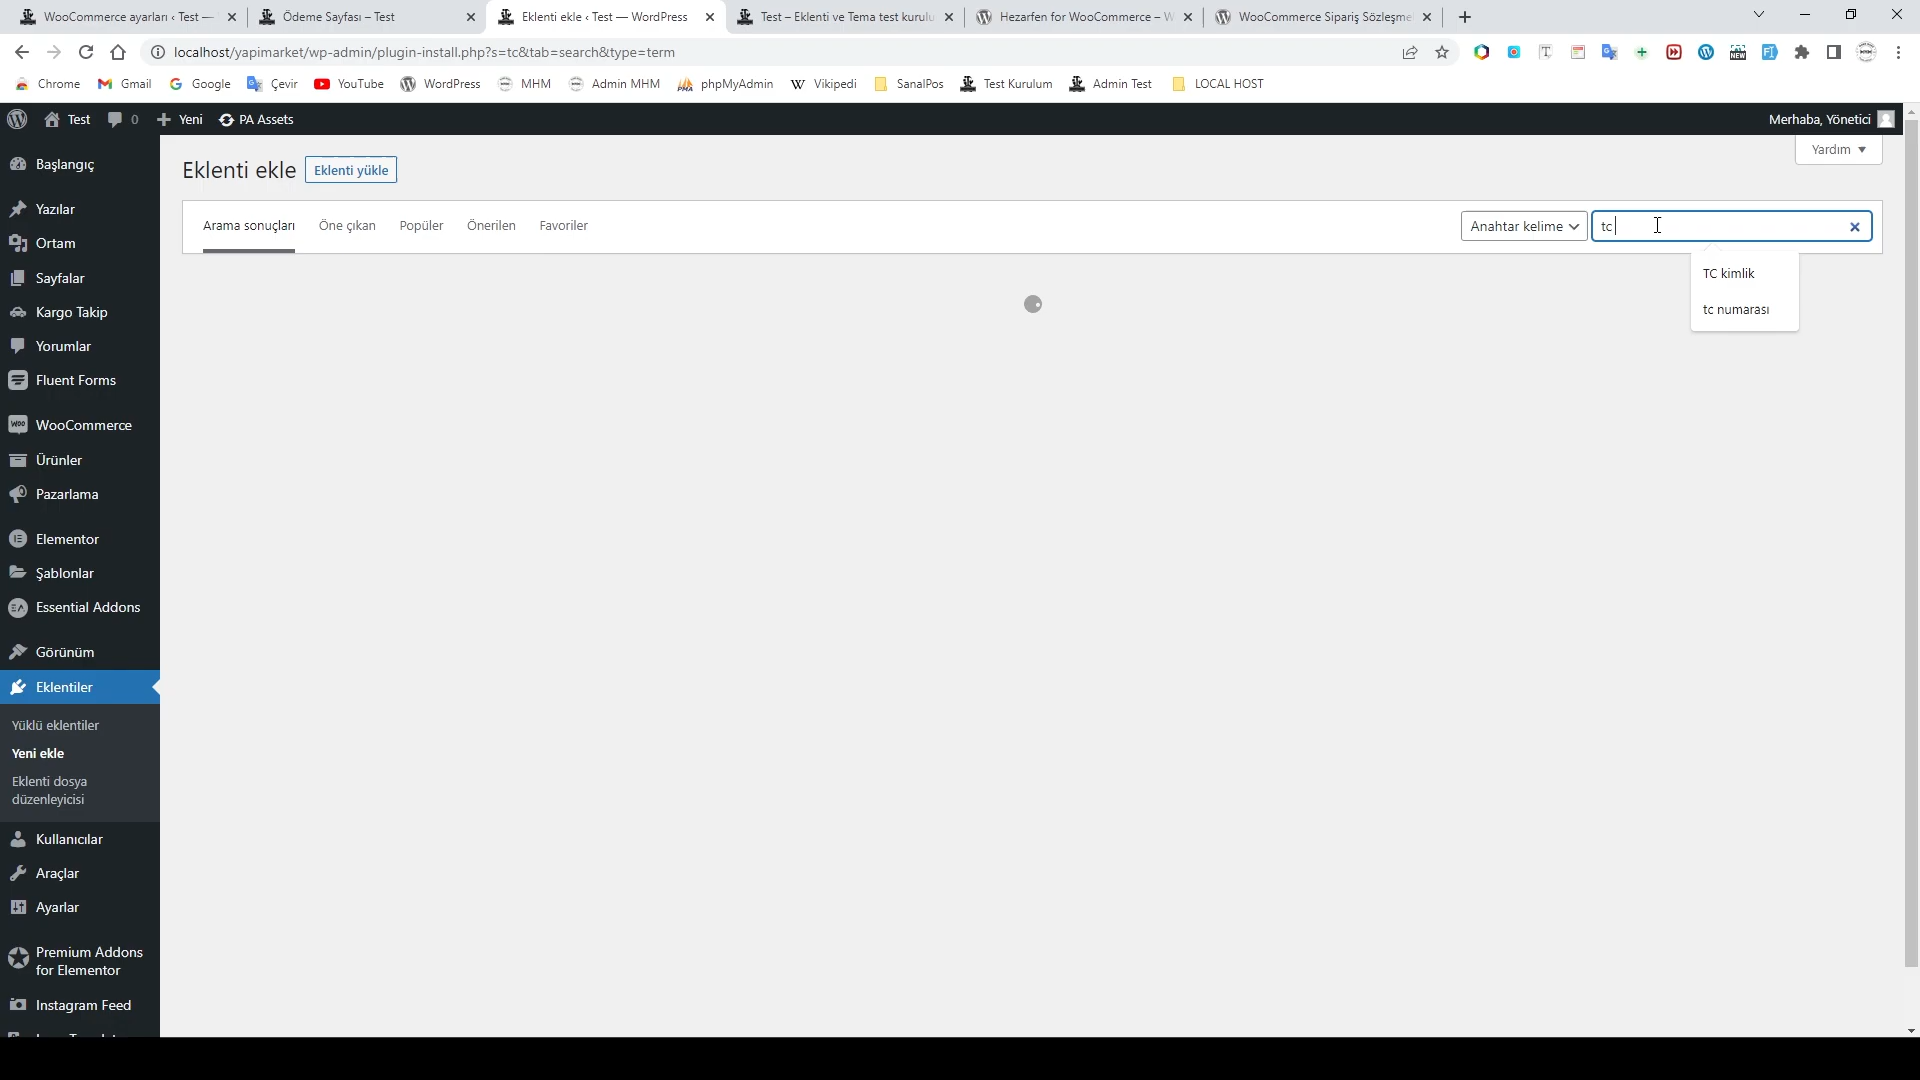 WooCommerce ayarları ‹ Test —
Ödeme Sayfası – Test
Eklenti ekle ‹ Test — WordPress
Test – Eklenti ve Tema test kurulu
Hezarfen for WooCommerce – W
WooCommerce Sipariş Sözleşme
localhost/yapimarket/wp-admin/plugin-install.php?s=tc&tab=search&type=term
Chrome
Gmail
Google
Çevir
YouTube
WordPress
MHM
Admin MHM
phpMyAdmin
Vikipedi
SanalPos
Test Kurulum
Admin Test
LOCAL HOST
Test
0
Yeni
PA Assets
Merhaba, Yönetici
Başlangıç
Yazılar
Ortam
Sayfalar
Kargo Takip
Yorumlar
Fluent Forms
WooCommerce
Ürünler
Pazarlama
Elementor
Şablonlar
Essential Addons
Görünüm
Eklentiler
Yüklü eklentiler
Yeni ekle
Eklenti dosya
düzenleyicisi
Kullanıcılar
Araçlar
Ayarlar
Premium Addons
for Elementor
Instagram Feed
Yardım
Eklenti ekle
Eklenti yükle
Arama sonuçları
Öne çıkan
Popüler
Önerilen
Favoriler
Anahtar kelime
tc
TC kimlik
tc numarası